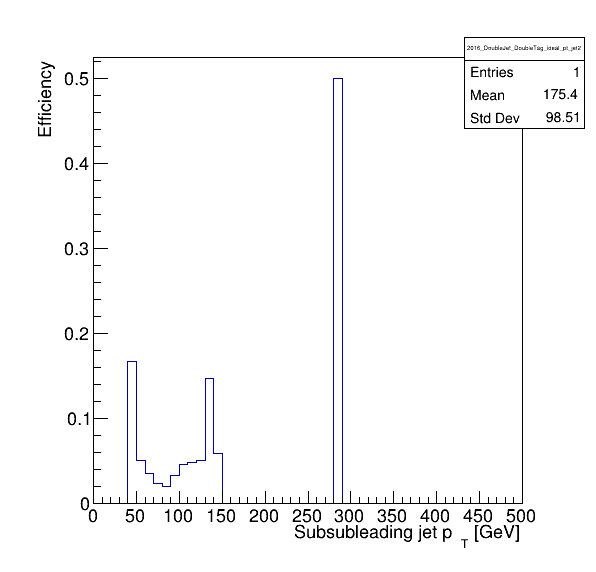 2016_DoubleJet_DoubleTag_ideal_pt_jet2
Entries 1
Mean 175.4
Std Dev 98.51
Efficiency
0.5
0.4
0.3
0.2
0.1
0
0 50 100 150 200 250 300 350 400 450 500
Subsubleading jet p T [GeV]